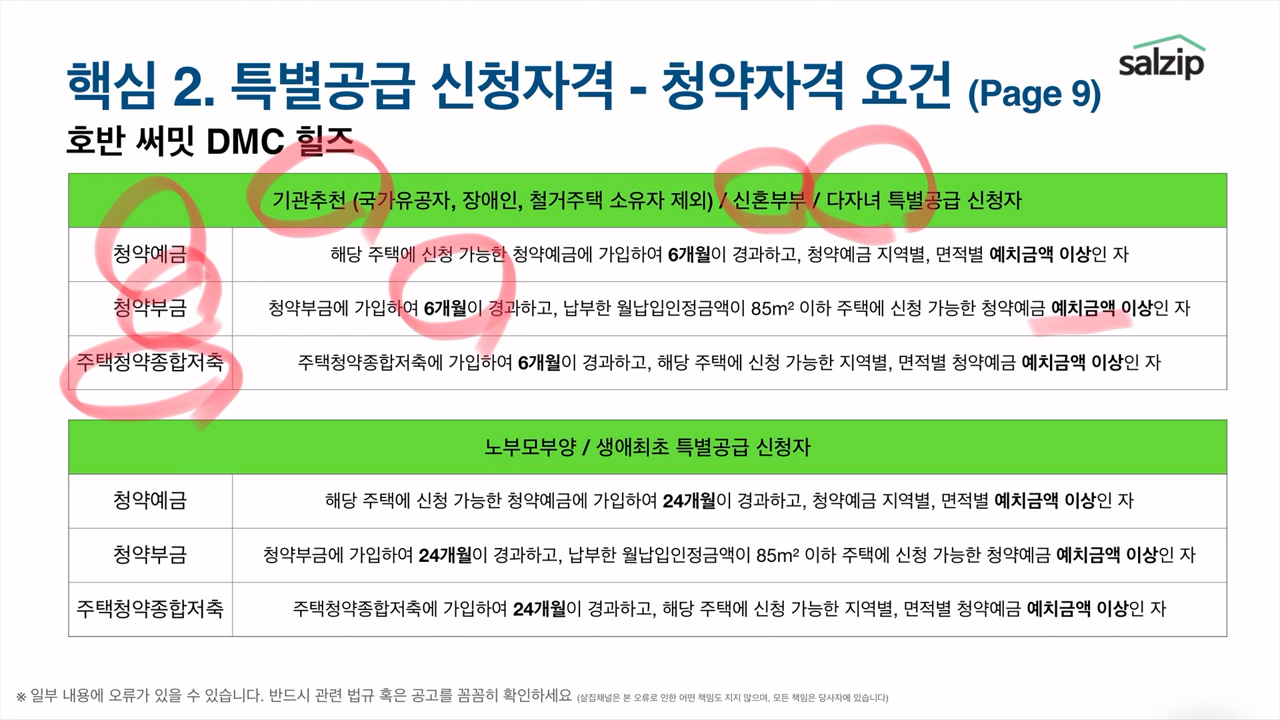 salzip
핵심 2. 특별공급 신청자격 - 청약자격 요건 (Page 9)
호반 써밋 DMC 힐즈
기관추천 (국가유공자, 장애인, 철거주택 소유자 제외) / 신혼부부 / 다자녀 특별공급 신청자
청약예금 해당 주택에 신청 가능한 청약예금에 가입하여 6개월이 경과하고, 청약예금 지역별, 면적별 예치금액 이상인 자
청약부금 청약부금에 가입하여 6개월이 경과하고, 납부한 월납입인정금액이 85m² 이하 주택에 신청 가능한 청약예금 예치금액 이상인 자
주택청약종합저축 주택청약종합저축에 가입하여 6개월이 경과하고, 해당 주택에 신청 가능한 지역별, 면적별 청약예금 예치금액 이상인 자
노부모부양 / 생애최초 특별공급 신청자
청약예금 해당 주택에 신청 가능한 청약예금에 가입하여 24개월이 경과하고, 청약예금 지역별, 면적별 예치금액 이상인 자
청약부금 청약부금에 가입하여 24개월이 경과하고, 납부한 월납입인정금액이 85m² 이하 주택에 신청 가능한 청약예금 예치금액 이상인 자
주택청약종합저축 주택청약종합저축에 가입하여 24개월이 경과하고, 해당 주택에 신청 가능한 지역별, 면적별 청약예금 예치금액 이상인 자
※ 일부 내용에 오류가 있을 수 있습니다. 반드시 관련 법규 혹은 공고를 꼼꼼히 확인하세요 (살집채널은 본 오류로 인한 어떤 책임도 지지 않으며, 모든 책임은 당사자에 있습니다)